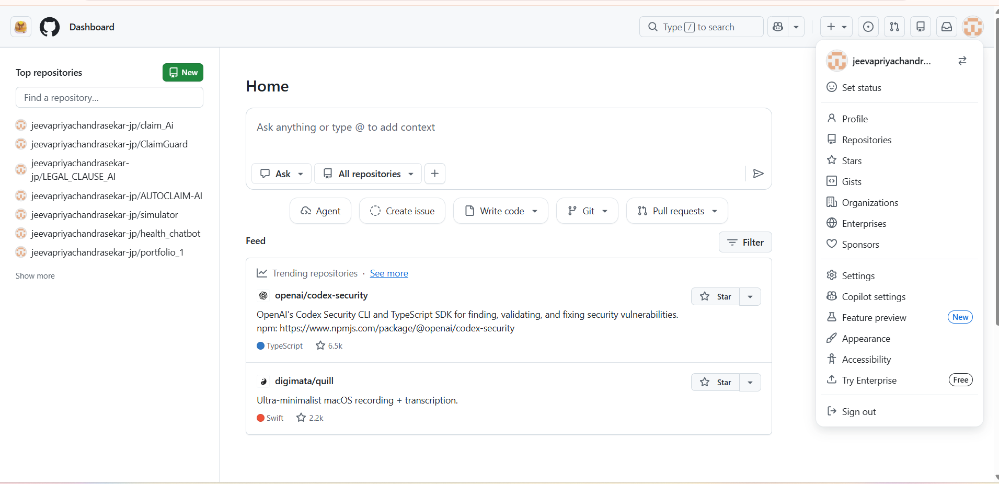 Dashboard
Type / to search
Top repositories
New
Find a repository...
jeevapriyachandrasekar-jp/claim_Ai
jeevapriyachandrasekar-jp/ClaimGuard
jeevapriyachandrasekar-
jp/LEGAL_CLAUSE_AI
jeevapriyachandrasekar-jp/AUTOCLAIM-AI
jeevapriyachandrasekar-jp/simulator
jeevapriyachandrasekar-jp/health_chatbot
jeevapriyachandrasekar-jp/portfolio_1
Show more
Home
Ask anything or type @ to add context
Ask
All repositories
Agent
Create issue
Write code
Git
Pull requests
Feed
Filter
Trending repositories · See more
openai/codex-security
Star
OpenAI's Codex Security CLI and TypeScript SDK for finding, validating, and fixing security vulnerabilities.
npm: https://www.npmjs.com/package/@openai/codex-security
TypeScript
6.5k
digimata/quill
Star
Ultra-minimalist macOS recording + transcription.
Swift
2.2k
jeevapriyachandr...
Set status
Profile
Repositories
Stars
Gists
Organizations
Enterprises
Sponsors
Settings
Copilot settings
Feature preview
New
Appearance
Accessibility
Try Enterprise
Free
Sign out